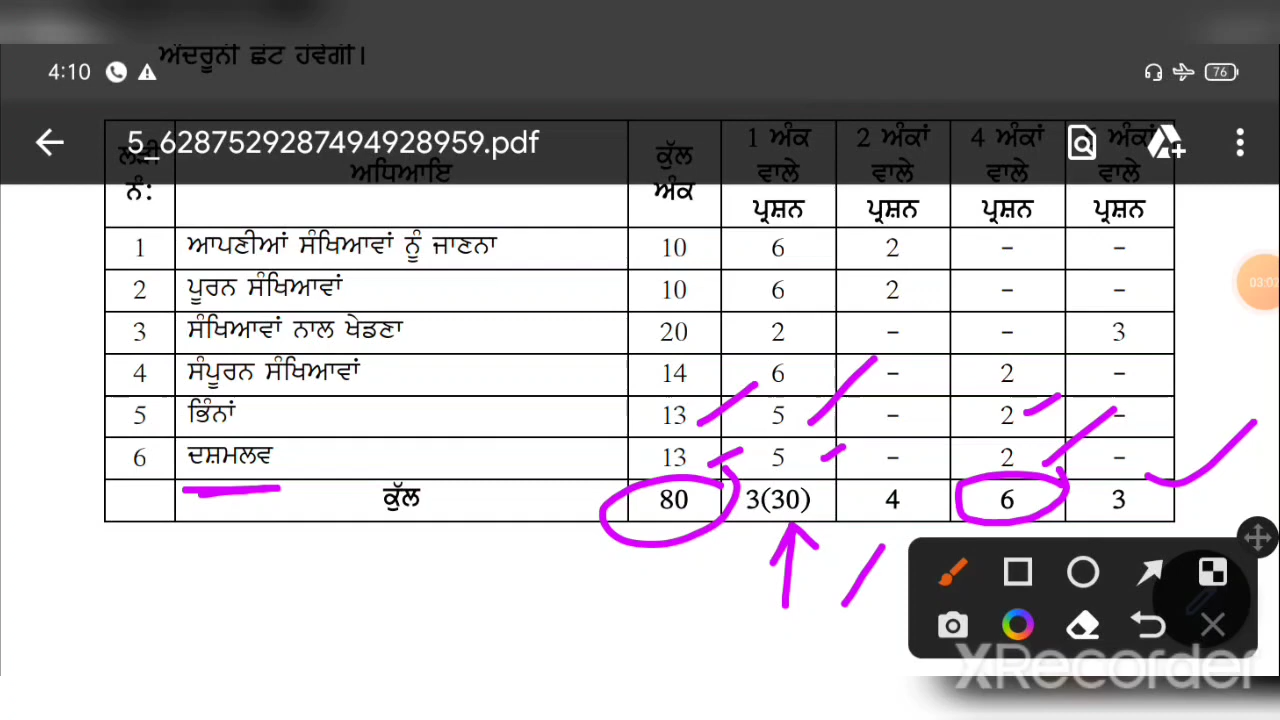 ਅੰਦਰੂਨੀ ਛੋਟ ਹੋਵੇਗੀ।
4:10 76
5_6287529287494928959.pdf
ਲੜੀ ਨੰ: ਅਧਿਆਇ ਕੁੱਲ ਅੰਕ 1 ਅੰਕ ਵਾਲੇ ਪ੍ਰਸ਼ਨ 2 ਅੰਕਾਂ ਵਾਲੇ ਪ੍ਰਸ਼ਨ 4 ਅੰਕਾਂ ਵਾਲੇ ਪ੍ਰਸ਼ਨ ਅੰਕਾਂ ਵਾਲੇ ਪ੍ਰਸ਼ਨ
1 ਆਪਣੀਆਂ ਸੰਖਿਆਵਾਂ ਨੂੰ ਜਾਣਨਾ 10 6 2 – –
2 ਪੂਰਨ ਸੰਖਿਆਵਾਂ 10 6 2 – –
3 ਸੰਖਿਆਵਾਂ ਨਾਲ ਖੇਡਣਾ 20 2 – – 3
4 ਸੰਪੂਰਨ ਸੰਖਿਆਵਾਂ 14 6 – 2 –
5 ਭਿੰਨਾਂ 13 5 – 2 –
6 ਦਸ਼ਮਲਵ 13 5 – 2 –
ਕੁੱਲ 80 3(30) 4 6 3
XRecorder